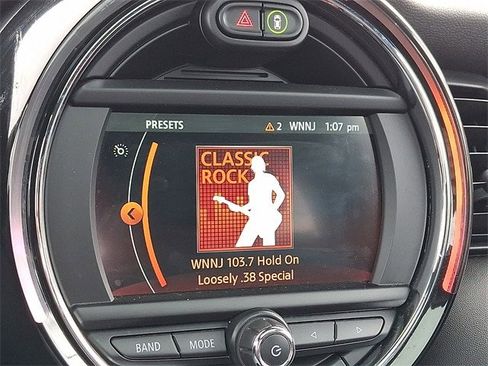 PRESETS 2 WNNJ 1:07 pm
CLASSIC
ROCK
WNNJ 103.7 Hold On
Loosely .38 Special
BAND MODE